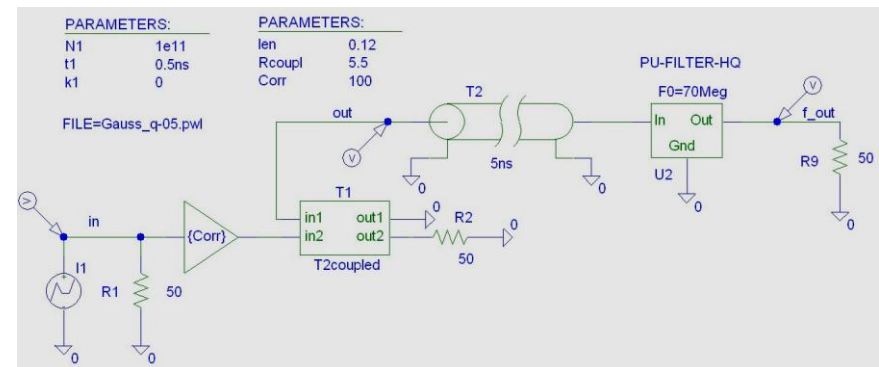 PARAMETERS:
N1 1e11
t1 0.5ns
k1 0
PARAMETERS:
len 0.12
Rcoupl 5.5
Corr 100
FILE=Gauss_q-05.pwl
out
V
T2
5ns
0
0
PU-FILTER-HQ
F0=70Meg
In Out
Gnd
U2
0
V
f_out
R9 50
0
V
in
I1
0
R1 50
0
{Corr}
T1
in1 out1
in2 out2
T2coupled
0
R2
50
0